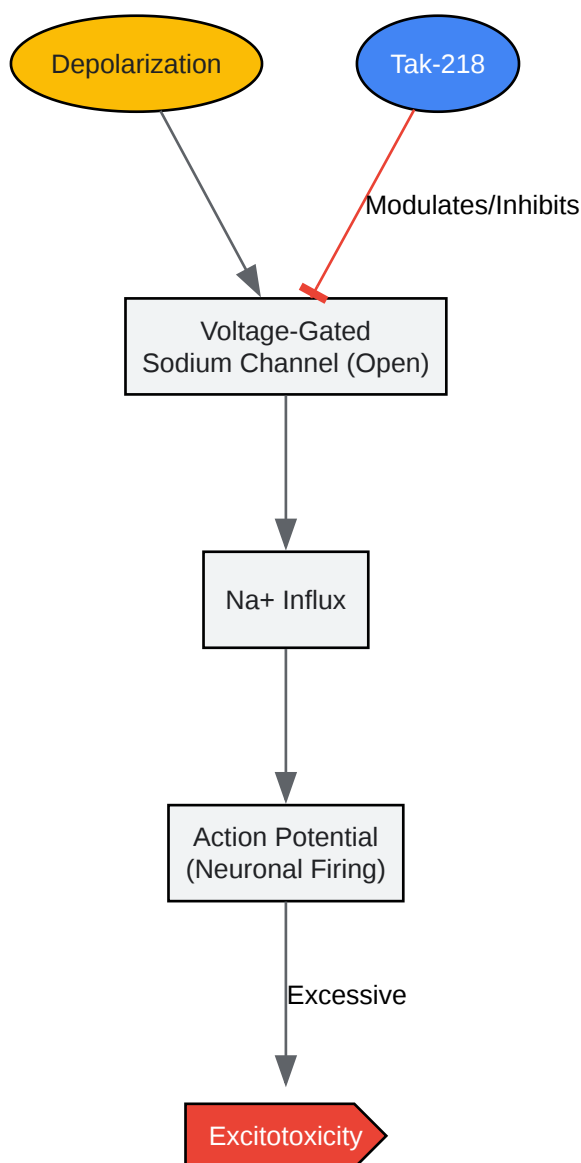 Depolarization
Tak-218
Modulates/Inhibits
Voltage-Gated
Sodium Channel (Open)
Na+ Influx
Action Potential
(Neuronal Firing)
Excessive
Excitotoxicity